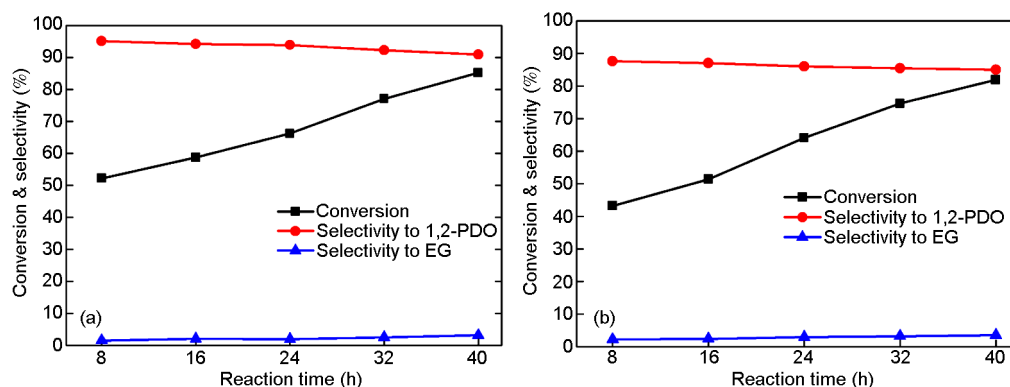 Conversion & selectivity (%)
100
90
80
70
60
50
40
30
20
10
0
Conversion
Selectivity to 1,2-PDO
Selectivity to EG
(a)
8 16 24 32 40
Reaction time (h)
Conversion & selectivity (%)
100
90
80
70
60
50
40
30
20
10
0
Conversion
Selectivity to 1,2-PDO
Selectivity to EG
(b)
8 16 24 32 40
Reaction time (h)